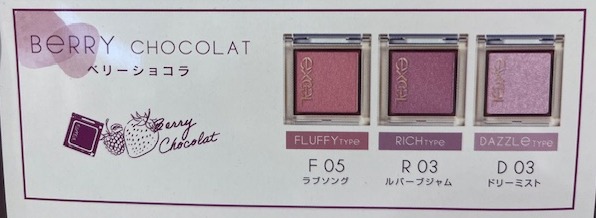 BERRY CHOCOLAT
ベリーショコラ
Berry
Chocolat
excel
excel
excel
FLUFFY TYPE
RICH TYPE
DAZZLE TYPE
F 05
R 03
D 03
ラブソング
ルバーブジャム
ドリーミスト